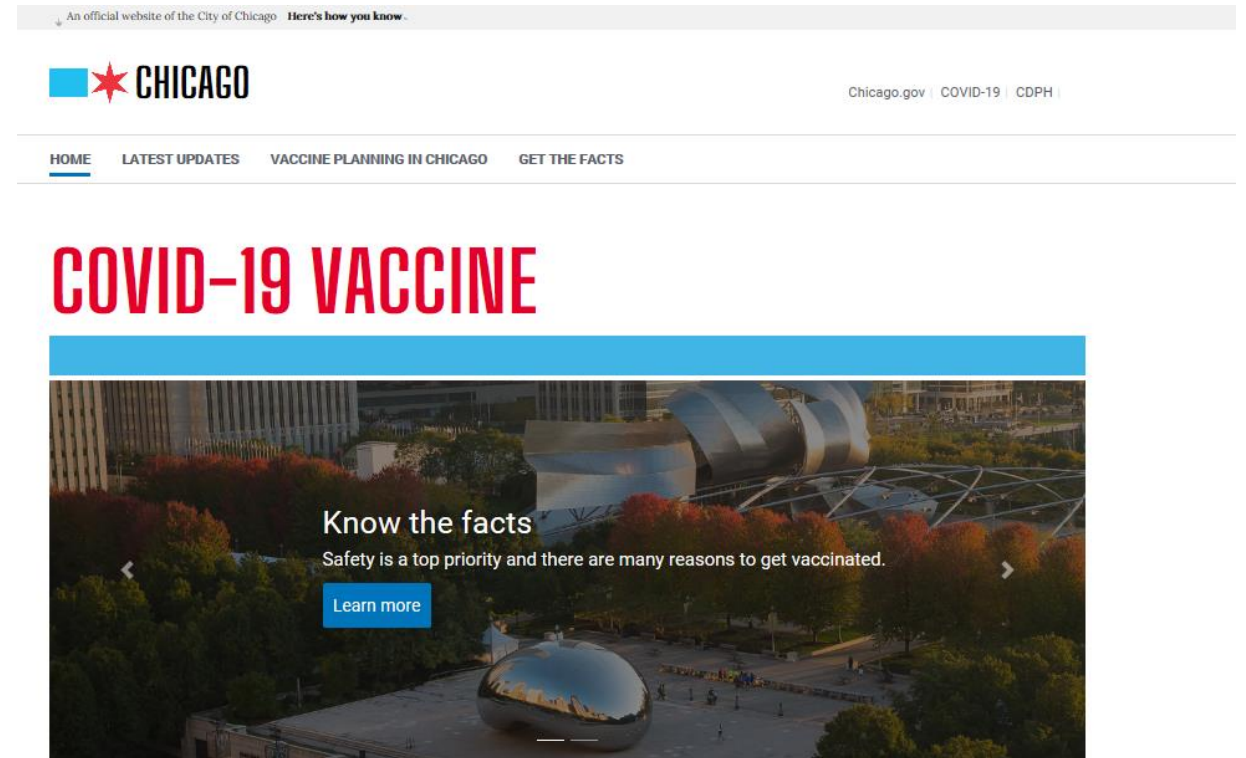 An official website of the City of Chicago Here's how you know
CHICAGO
Chicago.gov | COVID-19 | CDPH |
HOME LATEST UPDATES VACCINE PLANNING IN CHICAGO GET THE FACTS
COVID-19 VACCINE
Know the facts
Safety is a top priority and there are many reasons to get vaccinated.
Learn more